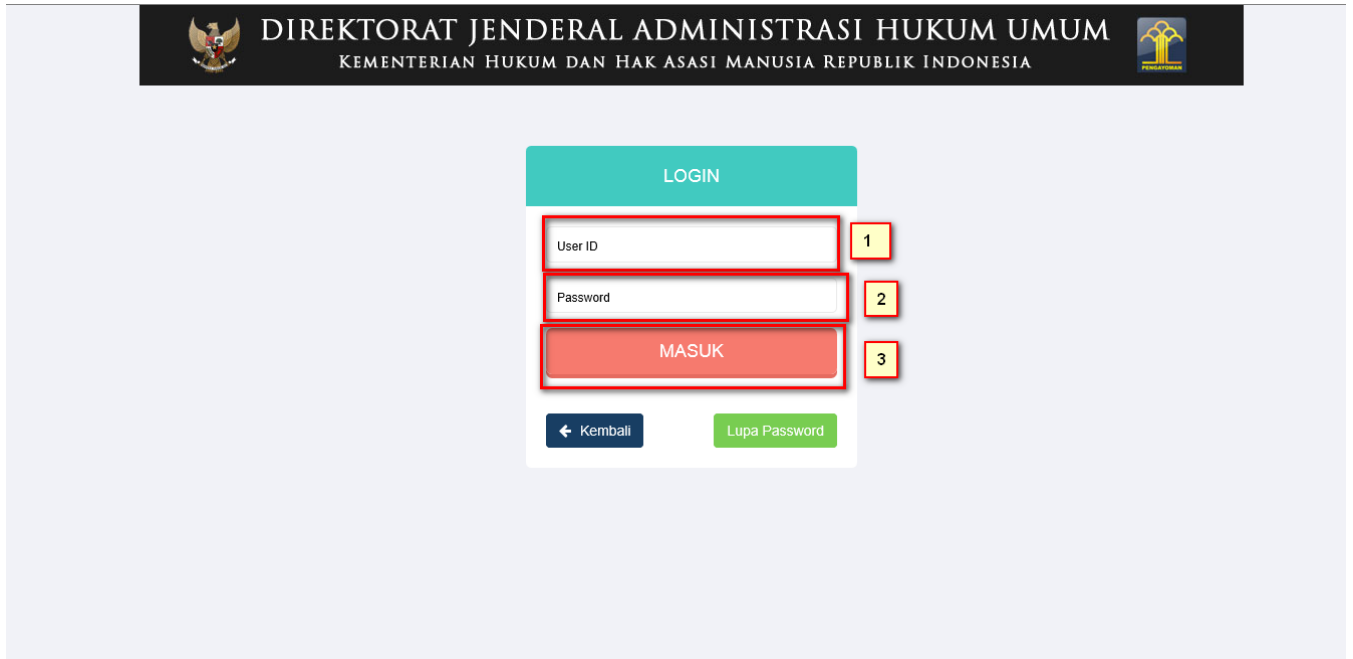 DIREKTORAT JENDERAL ADMINISTRASI HUKUM UMUM
KEMENTERIAN HUKUM DAN HAK ASASI MANUSIA REPUBLIK INDONESIA
PENGAYOMAN
LOGIN
User ID
1
Password
2
MASUK
3
Kembali
Lupa Password